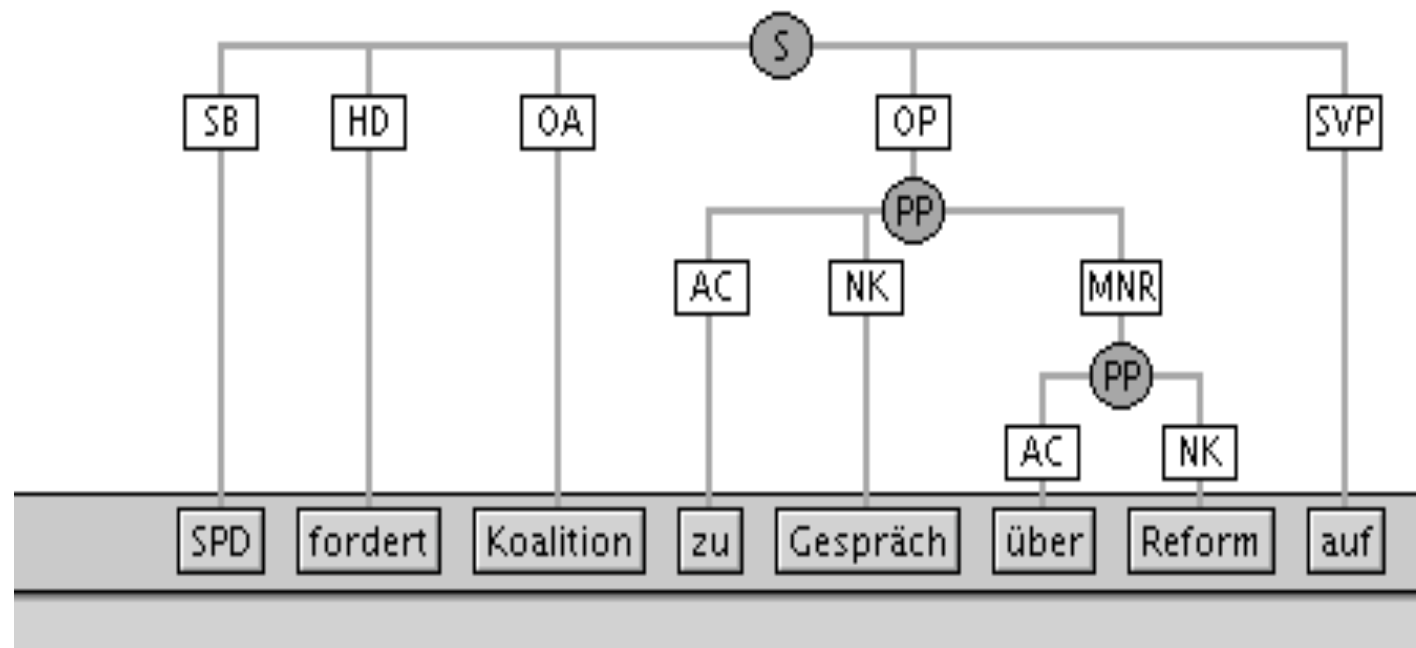 S
SB HD OA OP SVP
PP
AC NK MNR
PP
AC NK
SPD fordert Koalition zu Gespräch über Reform auf